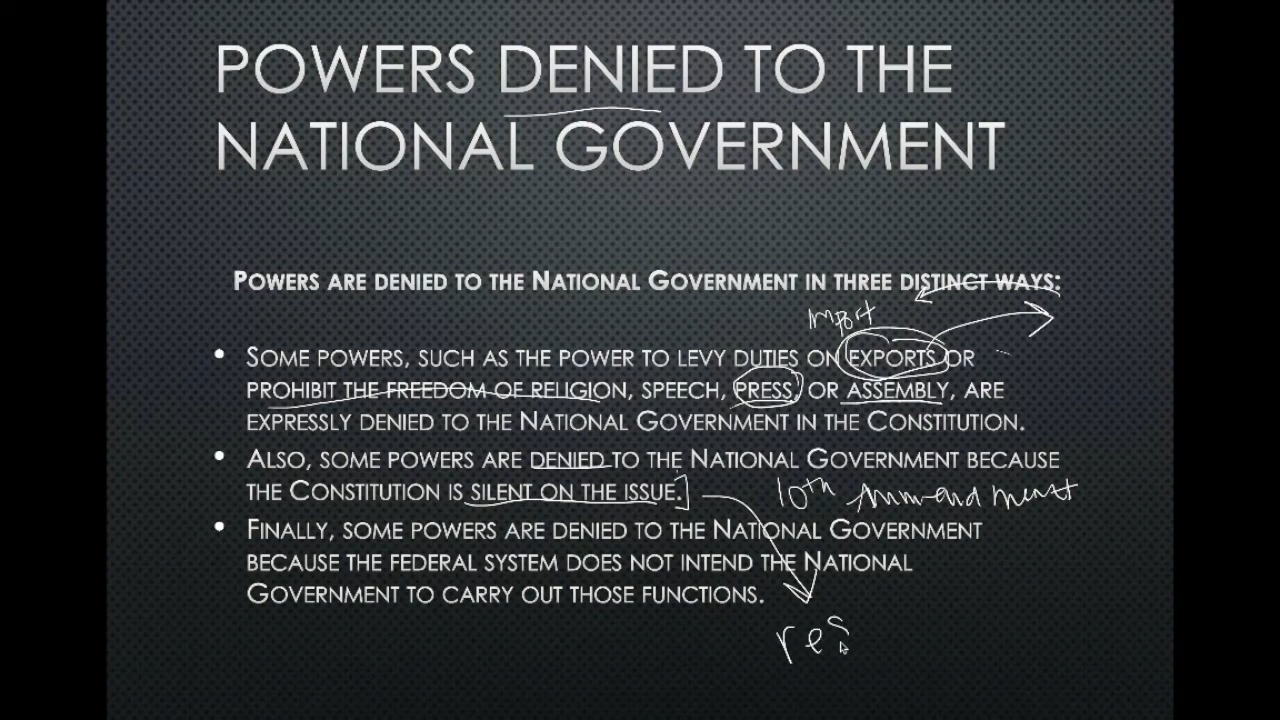 POWERS DENIED TO THE
NATIONAL GOVERNMENT
POWERS ARE DENIED TO THE NATIONAL GOVERNMENT IN THREE DISTINCT WAYS:
Import
• SOME POWERS, SUCH AS THE POWER TO LEVY DUTIES ON EXPORTS OR
PROHIBIT THE FREEDOM OF RELIGION, SPEECH, PRESS, OR ASSEMBLY, ARE
EXPRESSLY DENIED TO THE NATIONAL GOVERNMENT IN THE CONSTITUTION.
• ALSO, SOME POWERS ARE DENIED TO THE NATIONAL GOVERNMENT BECAUSE
THE CONSTITUTION IS SILENT ON THE ISSUE.
10th
• FINALLY, SOME POWERS ARE DENIED TO THE NATIONAL GOVERNMENT
BECAUSE THE FEDERAL SYSTEM DOES NOT INTEND THE NATIONAL
GOVERNMENT TO CARRY OUT THOSE FUNCTIONS.
res